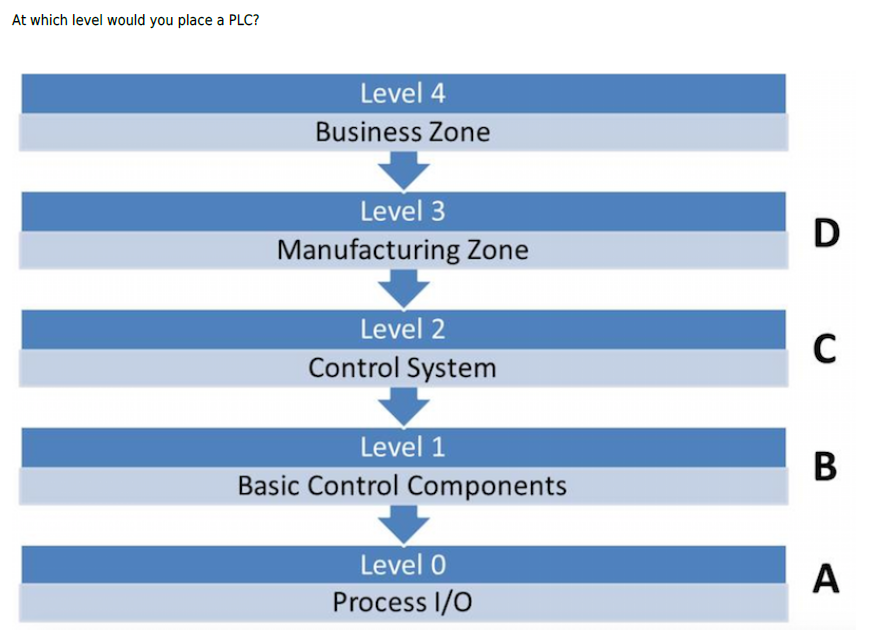 At which level would you place a PLC?
Level 4
Business Zone
Level 3
Manufacturing Zone
D
Level 2
Control System
C
Level 1
Basic Control Components
B
Level 0
Process I/O
A